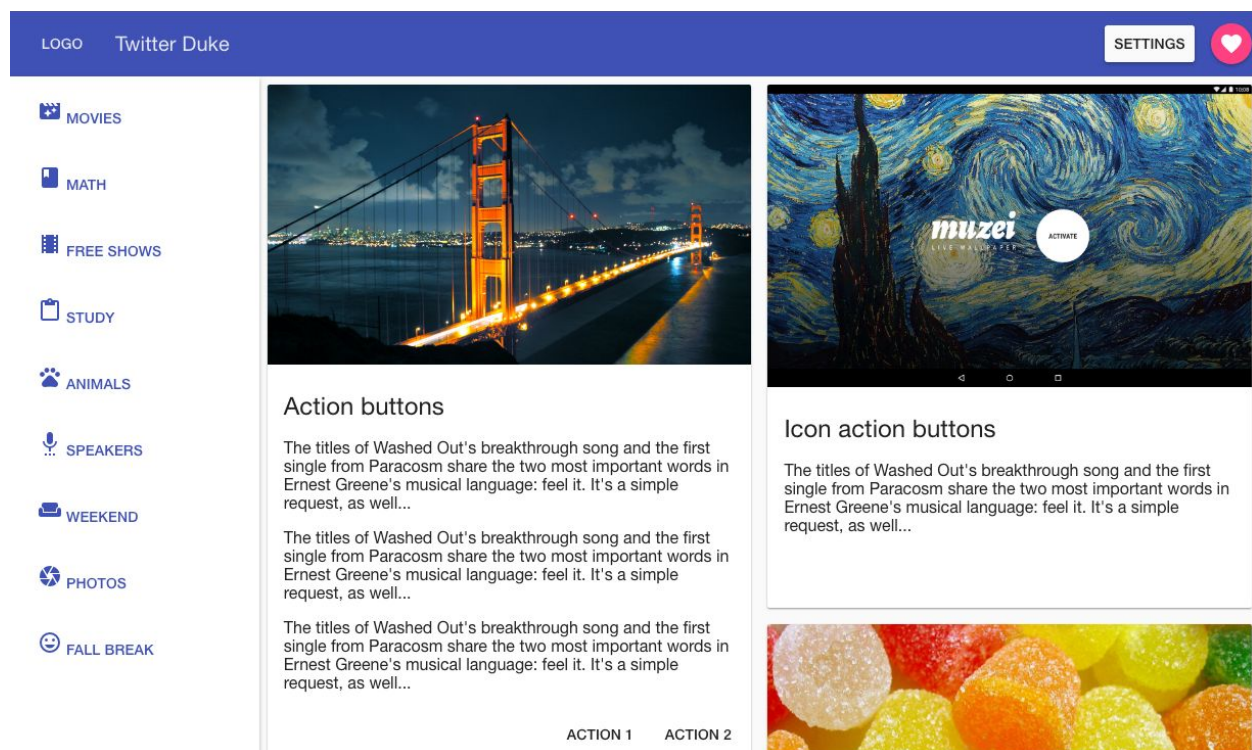 LOGO Twitter Duke SETTINGS
MOVIES
MATH
FREE SHOWS
STUDY
ANIMALS
SPEAKERS
WEEKEND
PHOTOS
FALL BREAK
Action buttons
The titles of Washed Out's breakthrough song and the first
single from Paracosm share the two most important words in
Ernest Greene's musical language: feel it. It's a simple
request, as well...
The titles of Washed Out's breakthrough song and the first
single from Paracosm share the two most important words in
Ernest Greene's musical language: feel it. It's a simple
request, as well...
The titles of Washed Out's breakthrough song and the first
single from Paracosm share the two most important words in
Ernest Greene's musical language: feel it. It's a simple
request, as well...
ACTION 1 ACTION 2
10:08
muzei
LIVE WALLPAPER
ACTIVATE
Icon action buttons
The titles of Washed Out's breakthrough song and the first
single from Paracosm share the two most important words in
Ernest Greene's musical language: feel it. It's a simple
request, as well...